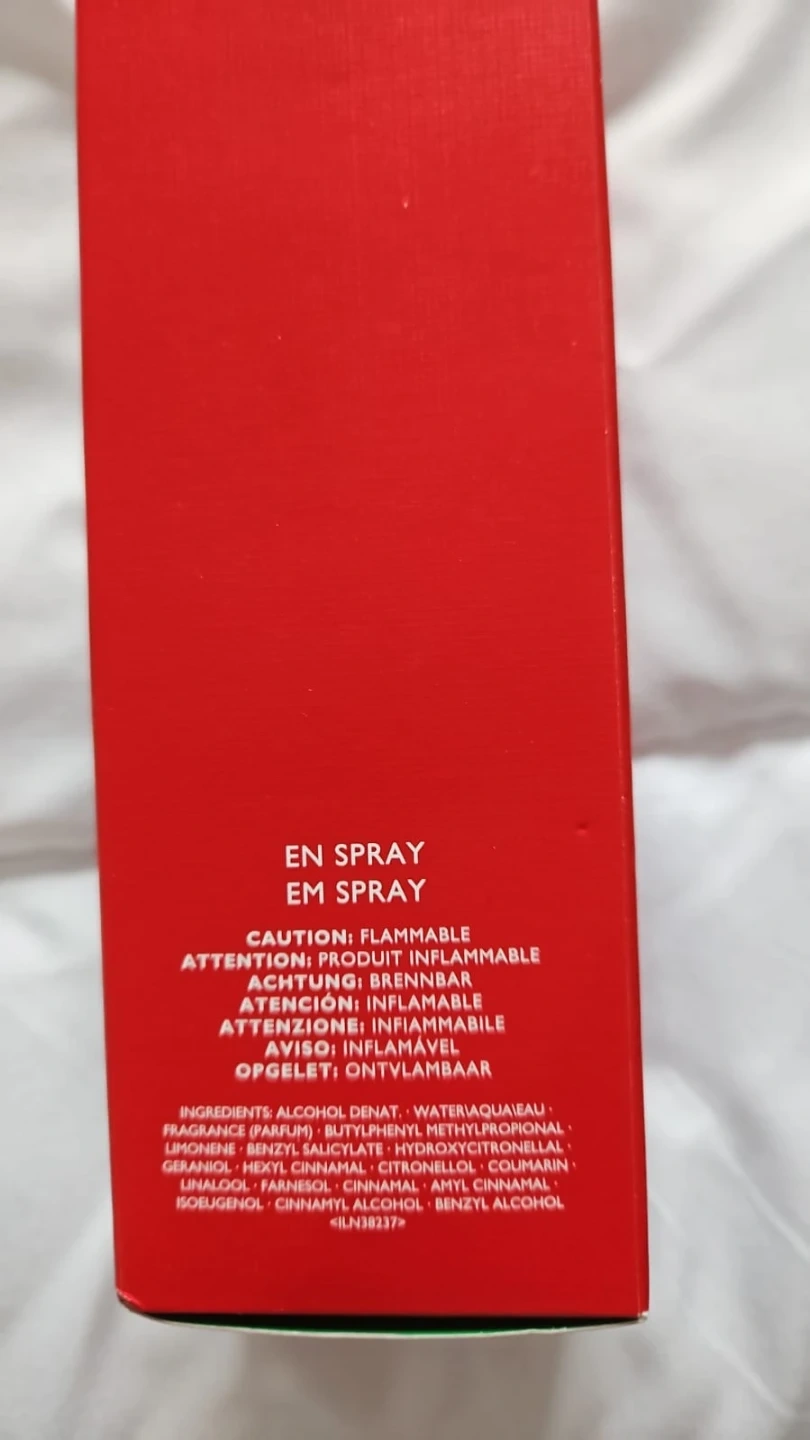 EN SPRAY
EM SPRAY
CAUTION: FLAMMABLE
ATTENTION: PRODUIT INFLAMMABLE
ACHTUNG: BRENNBAR
ATENCIÓN: INFLAMABLE
ATTENZIONE: INFIAMMABILE
AVISO: INFLAMÁVEL
OPGELET: ONTVLAMBAAR
INGREDIENTS: ALCOHOL DENAT. · WATER\AQUA\EAU ·
FRAGRANCE (PARFUM) · BUTYLPHENYL METHYLPROPIONAL ·
LIMONENE · BENZYL SALICYLATE · HYDROXYCITRONELLAL ·
GERANIOL · HEXYL CINNAMAL · CITRONELLOL · COUMARIN ·
LINALOOL · FARNESOL · CINNAMAL · AMYL CINNAMAL ·
ISOEUGENOL · CINNAMYL ALCOHOL · BENZYL ALCOHOL
<ILN38237>